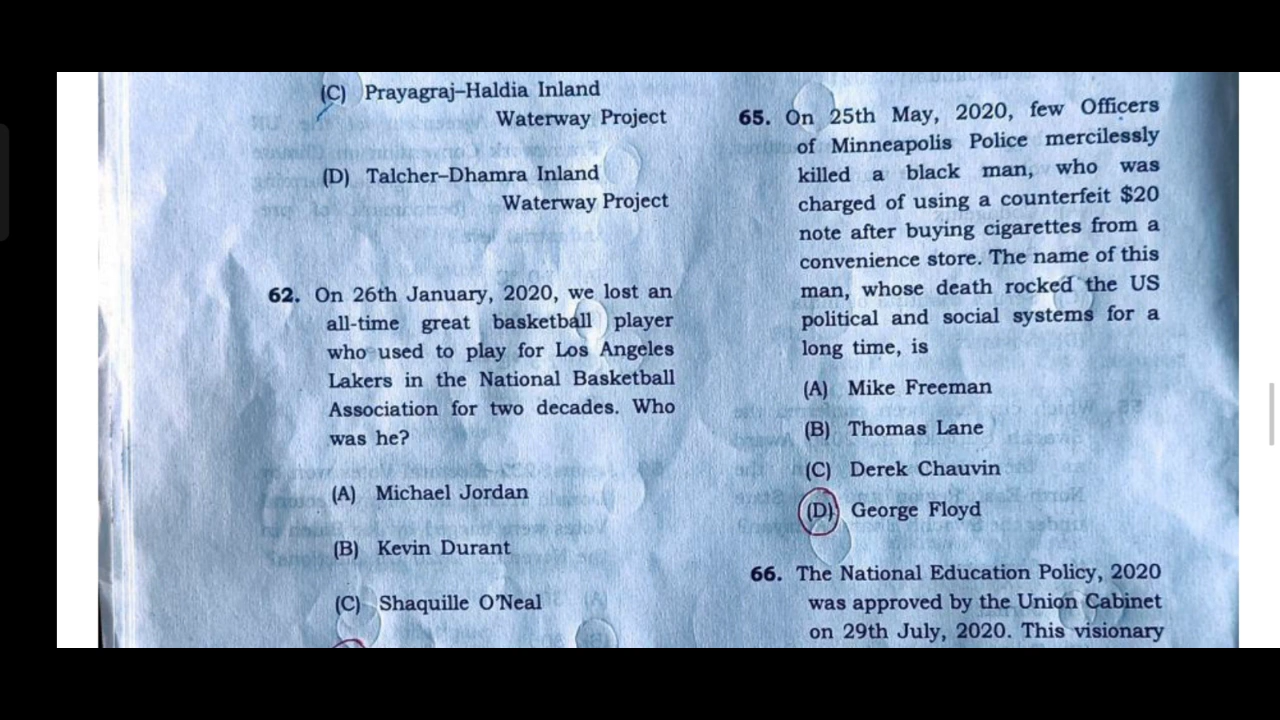 (C) Prayagraj–Haldia Inland
Waterway Project
(D) Talcher–Dhamra Inland
Waterway Project
62. On 26th January, 2020, we lost an
all-time great basketball player
who used to play for Los Angeles
Lakers in the National Basketball
Association for two decades. Who
was he?
(A) Michael Jordan
(B) Kevin Durant
(C) Shaquille O'Neal
65. On 25th May, 2020, few Officers
of Minneapolis Police mercilessly
killed a black man, who was
charged of using a counterfeit $20
note after buying cigarettes from a
convenience store. The name of this
man, whose death rocked the US
political and social systems for a
long time, is
(A) Mike Freeman
(B) Thomas Lane
(C) Derek Chauvin
(D) George Floyd
66. The National Education Policy, 2020
was approved by the Union Cabinet
on 29th July, 2020. This visionary